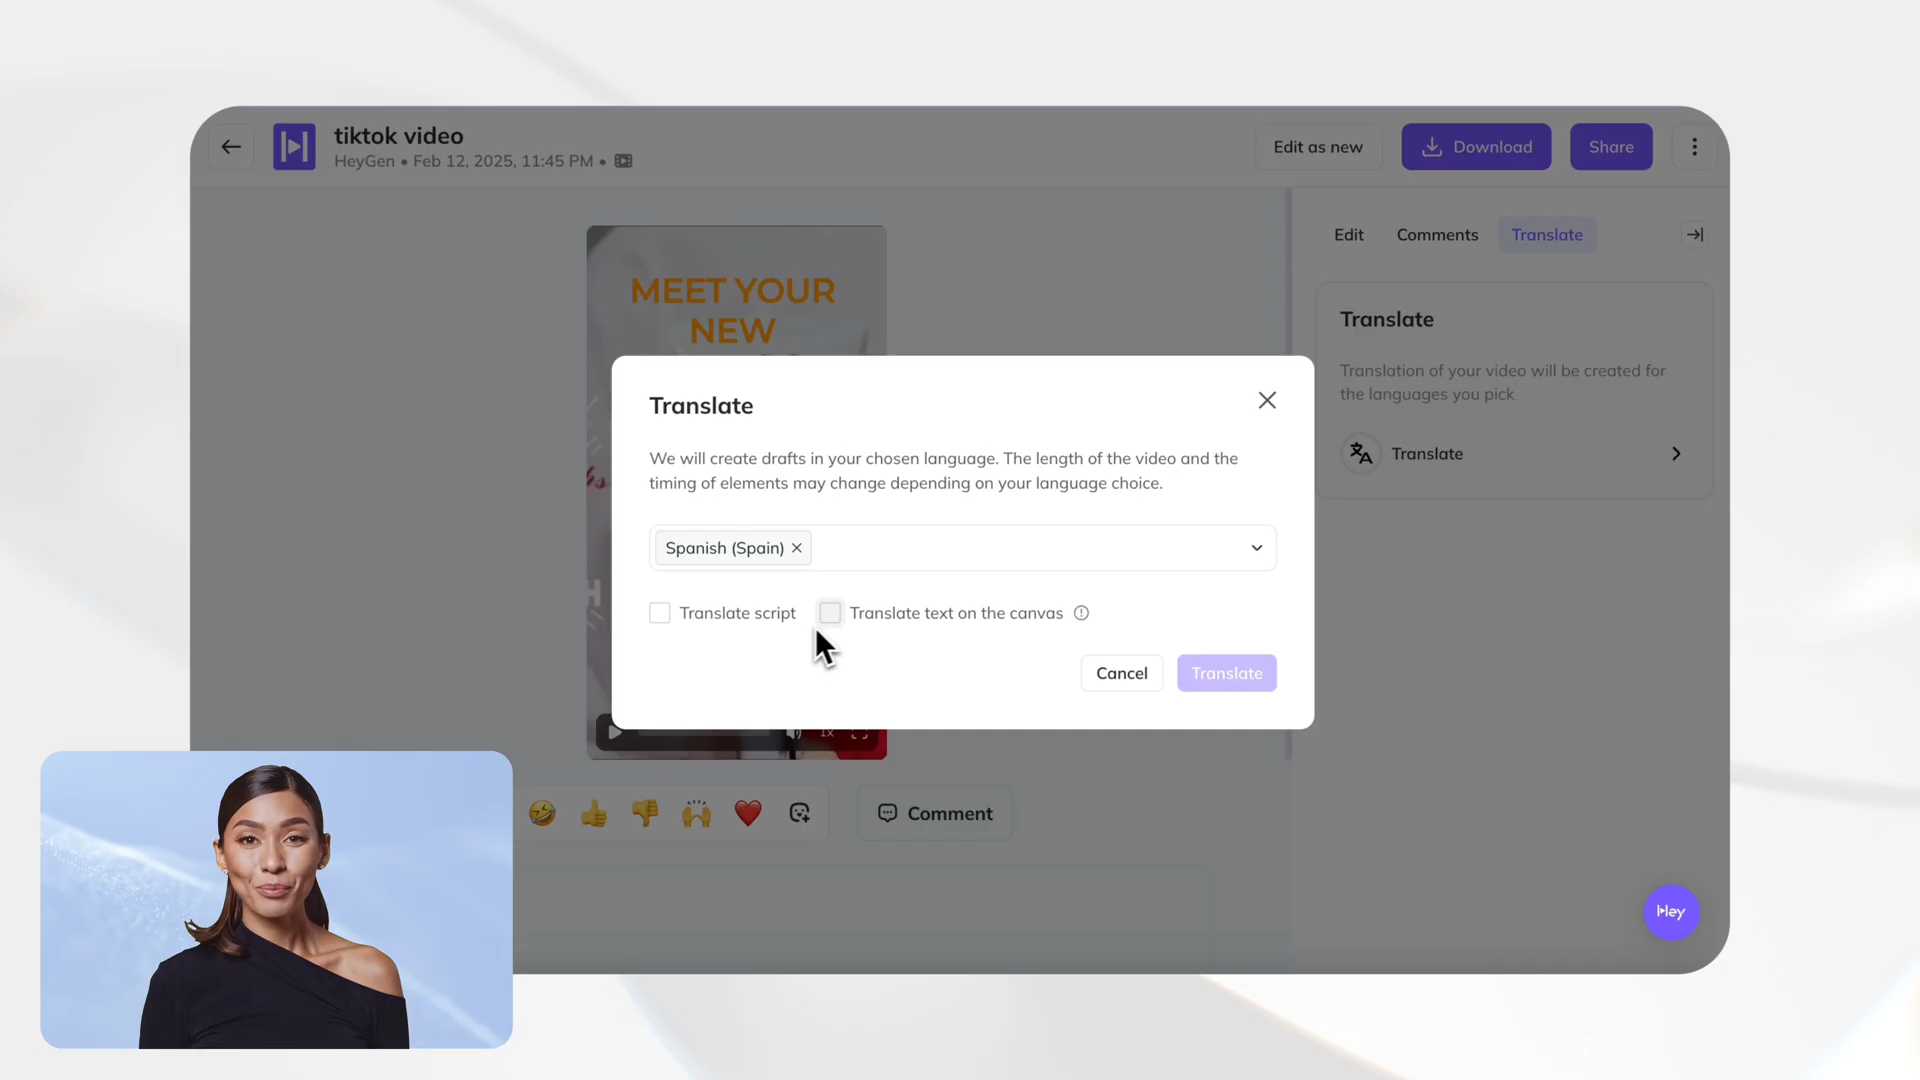 tiktok video
HeyGen • Feb 12, 2025, 11:45 PM •
Edit as new
Download
Share
Edit
Comments
Translate
MEET YOUR
NEW
Translate
Translation of your video will be created for
the languages you pick
Translate
Translate
We will create drafts in your chosen language. The length of the video and the
timing of elements may change depending on your language choice.
Spanish (Spain)
Translate script
Translate text on the canvas
Cancel
Translate
1x
Comment
Hey